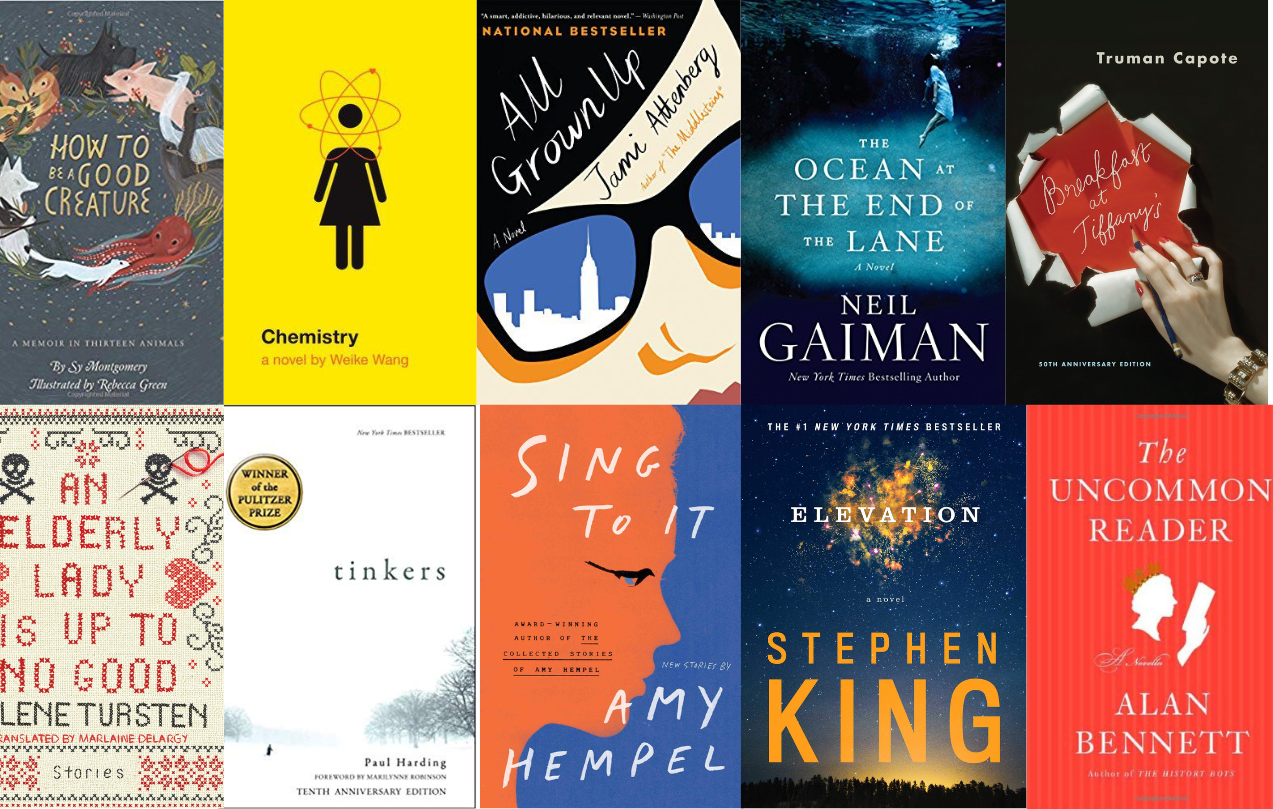 Copyrighted Material
HOW TO
BE A GOOD
CREATURE
A MEMOIR IN THIRTEEN ANIMALS
By Sy Montgomery
Illustrated by Rebecca Green
Copyrighted Material
Chemistry
a novel by Weike Wang
"A smart, addictive, hilarious, and relevant novel." — Washington Post
NATIONAL BESTSELLER
All
Grown Up
Jami Attenberg
Author of "The Middlesteins"
A Novel
THE
OCEAN AT
THE END OF
THE LANE
A Novel
NEIL
GAIMAN
New York Times Bestselling Author
Truman Capote
Breakfast
at
Tiffany's
50TH ANNIVERSARY EDITION
AN
ELDERLY
LADY
IS UP TO
NO GOOD
LENE TURSTEN
RANSLATED BY MARLAINE DELARGY
Stories
New York Times BESTSELLER
WINNER
of the
PULITZER
PRIZE
tinkers
Paul Harding
FOREWORD BY MARILYNNE ROBINSON
TENTH ANNIVERSARY EDITION
SING
TO IT
AWARD-WINNING
AUTHOR OF THE
COLLECTED STORIES
OF AMY HEMPEL
NEW STORIES BY
AMY
HEMPEL
THE #1 NEW YORK TIMES BESTSELLER
ELEVATION
a novel
STEPHEN
KING
The
UNCOMMON
READER
A Novella
ALAN
BENNETT
Author of THE HISTORY BOYS